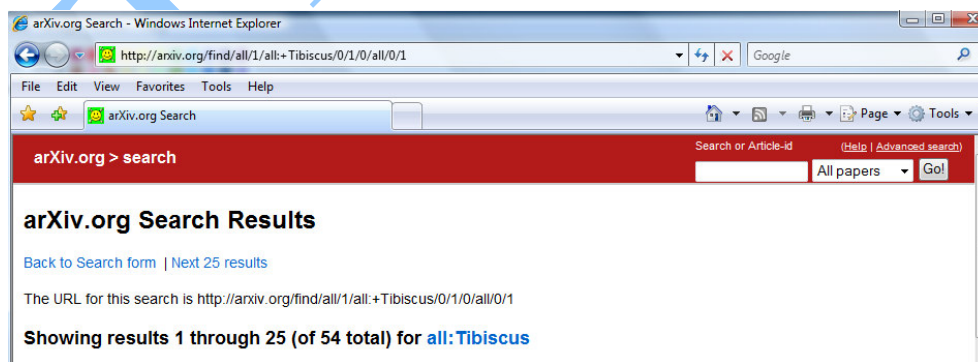 arXiv.org Search - Windows Internet Explorer
http://arxiv.org/find/all/1/all:+Tibiscus/0/1/0/all/0/1
Google
File Edit View Favorites Tools Help
arXiv.org Search
Page Tools
arXiv.org > search
Search or Article-id (Help | Advanced search)
All papers Go!
arXiv.org Search Results
Back to Search form | Next 25 results
The URL for this search is http://arxiv.org/find/all/1/all:+Tibiscus/0/1/0/all/0/1
Showing results 1 through 25 (of 54 total) for all:Tibiscus